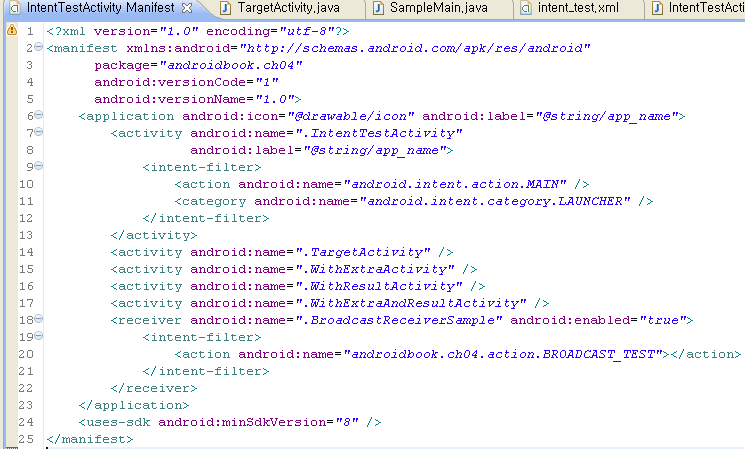 IntentTestActivity Manifest TargetActivity.java SampleMain.java intent_test.xml IntentTestActi
1 <?xml version="1.0" encoding="utf-8"?>
2 <manifest xmlns:android="http://schemas.android.com/apk/res/android"
3 package="androidbook.ch04"
4 android:versionCode="1"
5 android:versionName="1.0">
6 <application android:icon="@drawable/icon" android:label="@string/app_name">
7 <activity android:name=".IntentTestActivity"
8 android:label="@string/app_name">
9 <intent-filter>
10 <action android:name="android.intent.action.MAIN" />
11 <category android:name="android.intent.category.LAUNCHER" />
12 </intent-filter>
13 </activity>
14 <activity android:name=".TargetActivity" />
15 <activity android:name=".WithExtraActivity" />
16 <activity android:name=".WithResultActivity" />
17 <activity android:name=".WithExtraAndResultActivity" />
18 <receiver android:name=".BroadcastReceiverSample" android:enabled="true">
19 <intent-filter>
20 <action android:name="androidbook.ch04.action.BROADCAST_TEST"></action>
21 </intent-filter>
22 </receiver>
23 </application>
24 <uses-sdk android:minSdkVersion="8" />
25 </manifest>